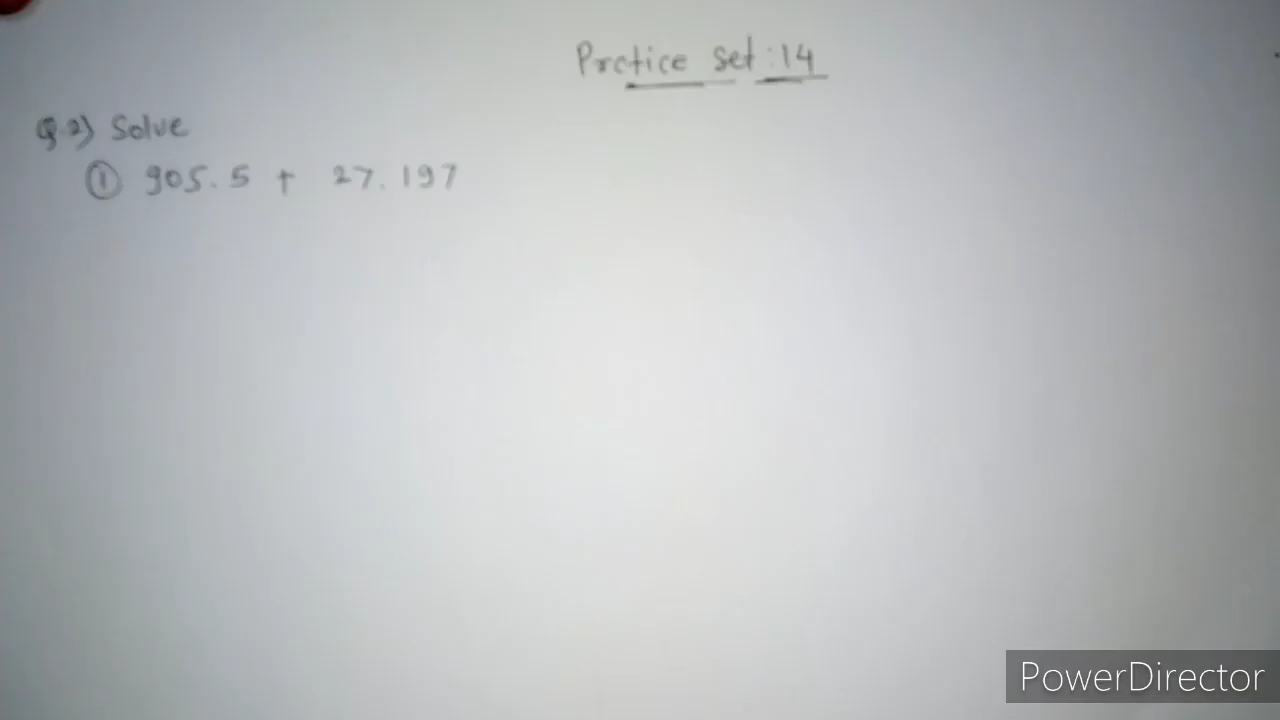 Prctice set :14
Q.2) Solve
① 905.5 + 27.197
PowerDirector